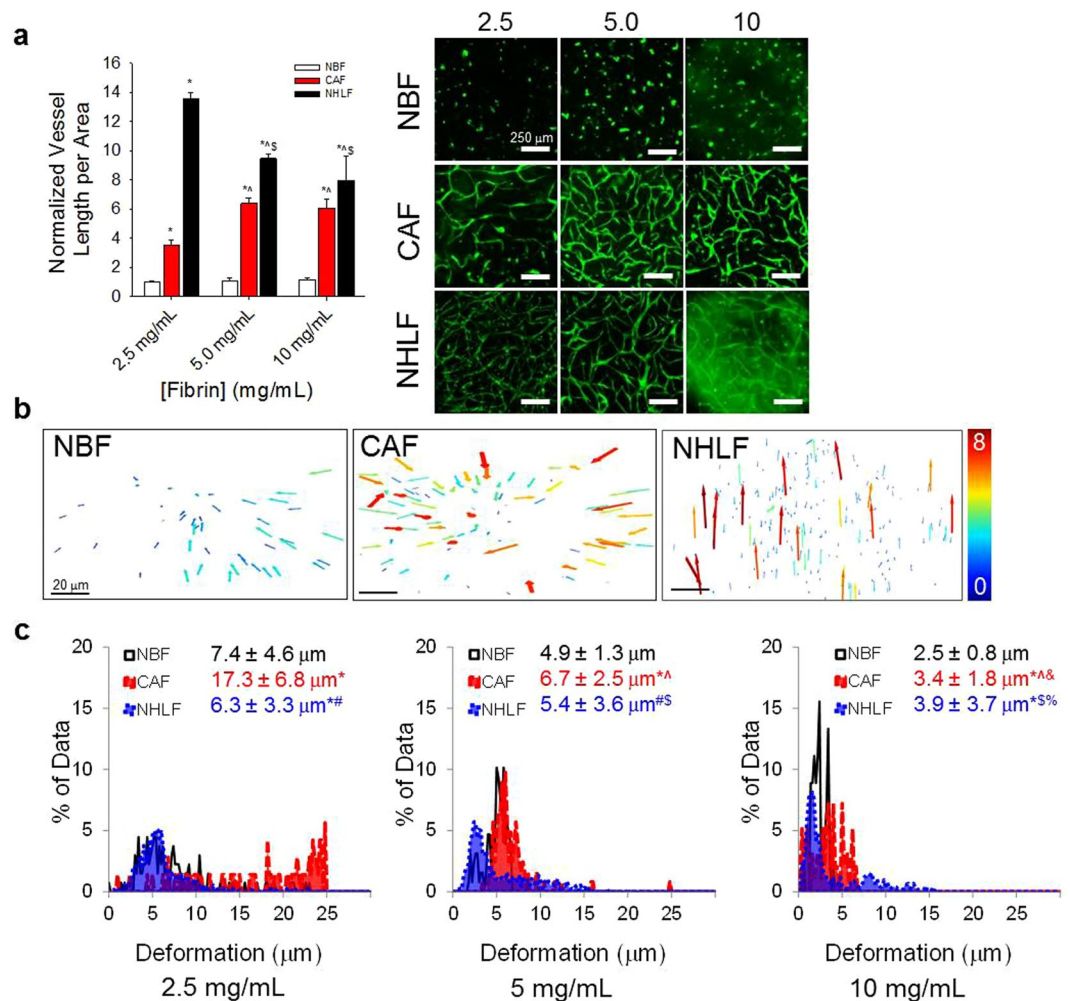 a
16
14
12
10
8
6
4
2
0
Normalized Vessel
Length per Area
NBF
CAF
NHLF
*
*
*^
*^$
*^
*^$
2.5 mg/mL
5.0 mg/mL
10 mg/mL
[Fibrin] (mg/mL)
2.5 5.0 10
NBF
CAF
NHLF
250 µm
b
NBF
20 µm
CAF
NHLF
8
0
c
20
15
10
5
0
% of Data
NBF 7.4 ± 4.6 µm
CAF 17.3 ± 6.8 µm*
NHLF 6.3 ± 3.3 µm*#
0 5 10 15 20 25
Deformation (µm)
2.5 mg/mL
20
15
10
5
0
% of Data
NBF 4.9 ± 1.3 µm
CAF 6.7 ± 2.5 µm*^
NHLF 5.4 ± 3.6 µm#$
0 5 10 15 20 25
Deformation (µm)
5 mg/mL
20
15
10
5
0
% of Data
NBF 2.5 ± 0.8 µm
CAF 3.4 ± 1.8 µm*^&
NHLF 3.9 ± 3.7 µm*$%
0 5 10 15 20 25
Deformation (µm)
10 mg/mL